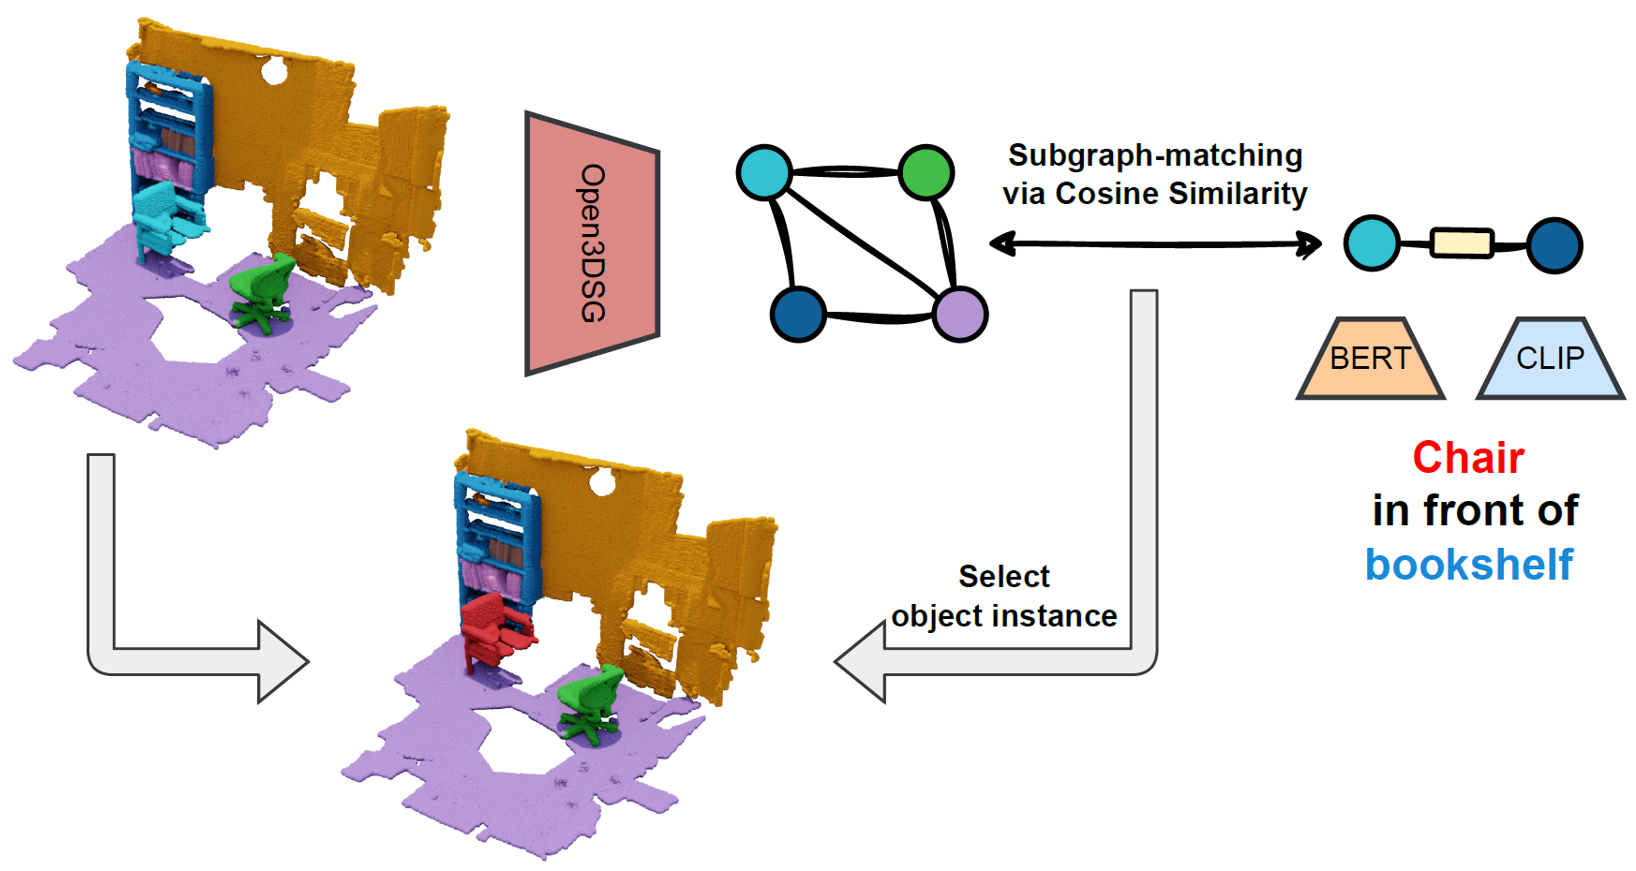 Open3DSG
Subgraph-matching
via Cosine Similarity
BERT
CLIP
Chair
in front of
bookshelf
Select
object instance